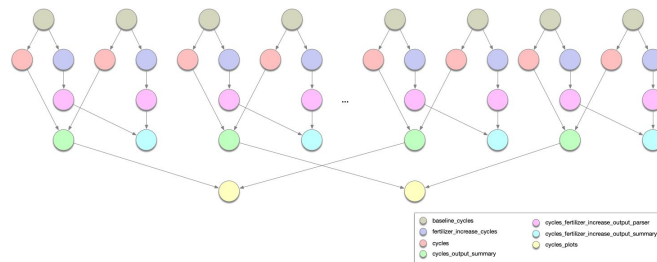 ...
baseline_cycles
fertilizer_increase_cycles
cycles
cycles_output_summary
cycles_fertilizer_increase_output_parser
cycles_fertilizer_increase_output_summary
cycles_plots